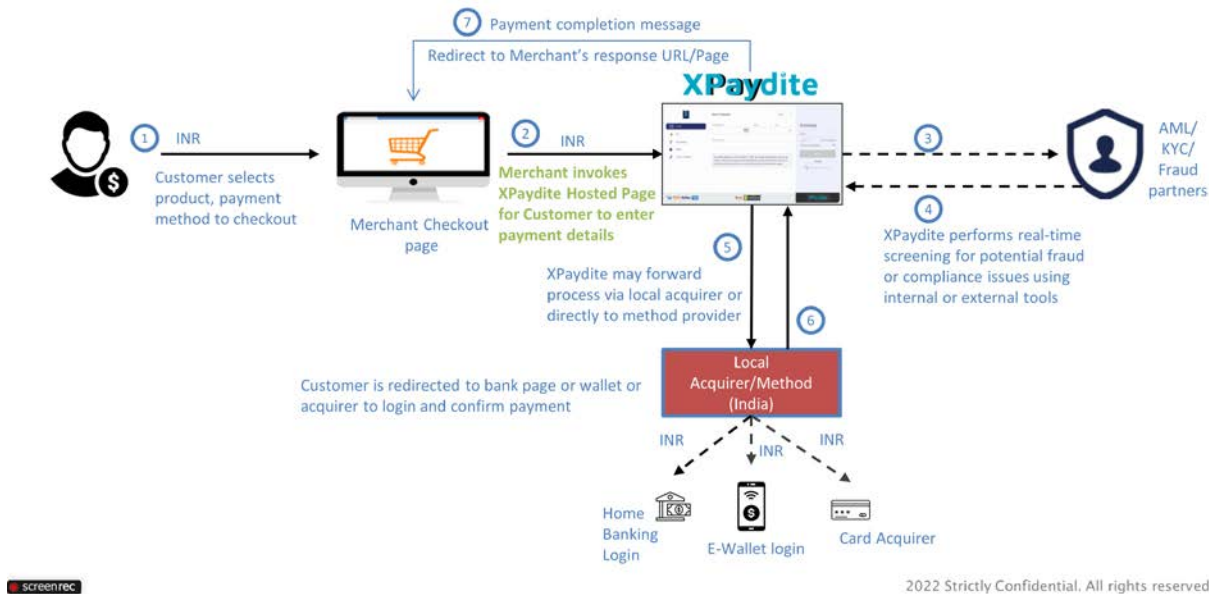 7 Payment completion message
Redirect to Merchant's response URL/Page
XPaydite
1 INR
Customer selects
product, payment
method to checkout
Merchant Checkout
page
2 INR
Merchant invokes
XPaydite Hosted Page
for Customer to enter
payment details
3
AML/
KYC/
Fraud
partners
4
XPaydite performs real-time
screening for potential fraud
or compliance issues using
internal or external tools
5
XPaydite may forward
process via local acquirer or
directly to method provider
6
Local
Acquirer/Method
(India)
Customer is redirected to bank page or wallet or
acquirer to login and confirm payment
INR
INR
INR
Home
Banking
Login
E-Wallet login
Card Acquirer
screenrec
2022 Strictly Confidential. All rights reserved